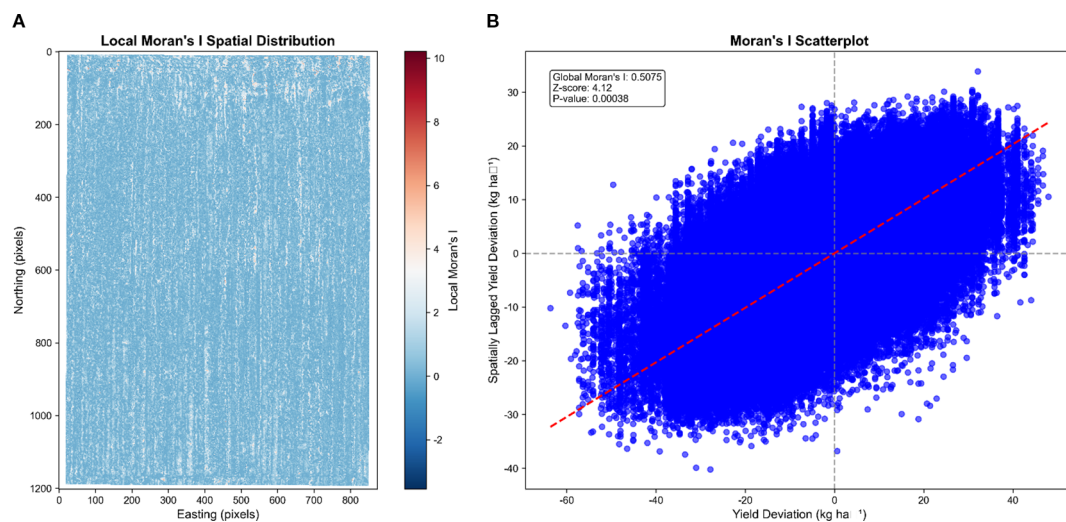 A
Local Moran's I Spatial Distribution
0
200
400
600
800
1000
1200
Northing (pixels)
0 100 200 300 400 500 600 700 800
Easting (pixels)
10
8
6
4
2
0
-2
Local Moran's I
B
Moran's I Scatterplot
Global Moran's I: 0.5075
Z-score: 4.12
P-value: 0.00038
30
20
10
0
-10
-20
-30
-40
Spatially Lagged Yield Deviation (kg ha□⁻¹)
-60 -40 -20 0 20 40
Yield Deviation (kg ha⁻¹)